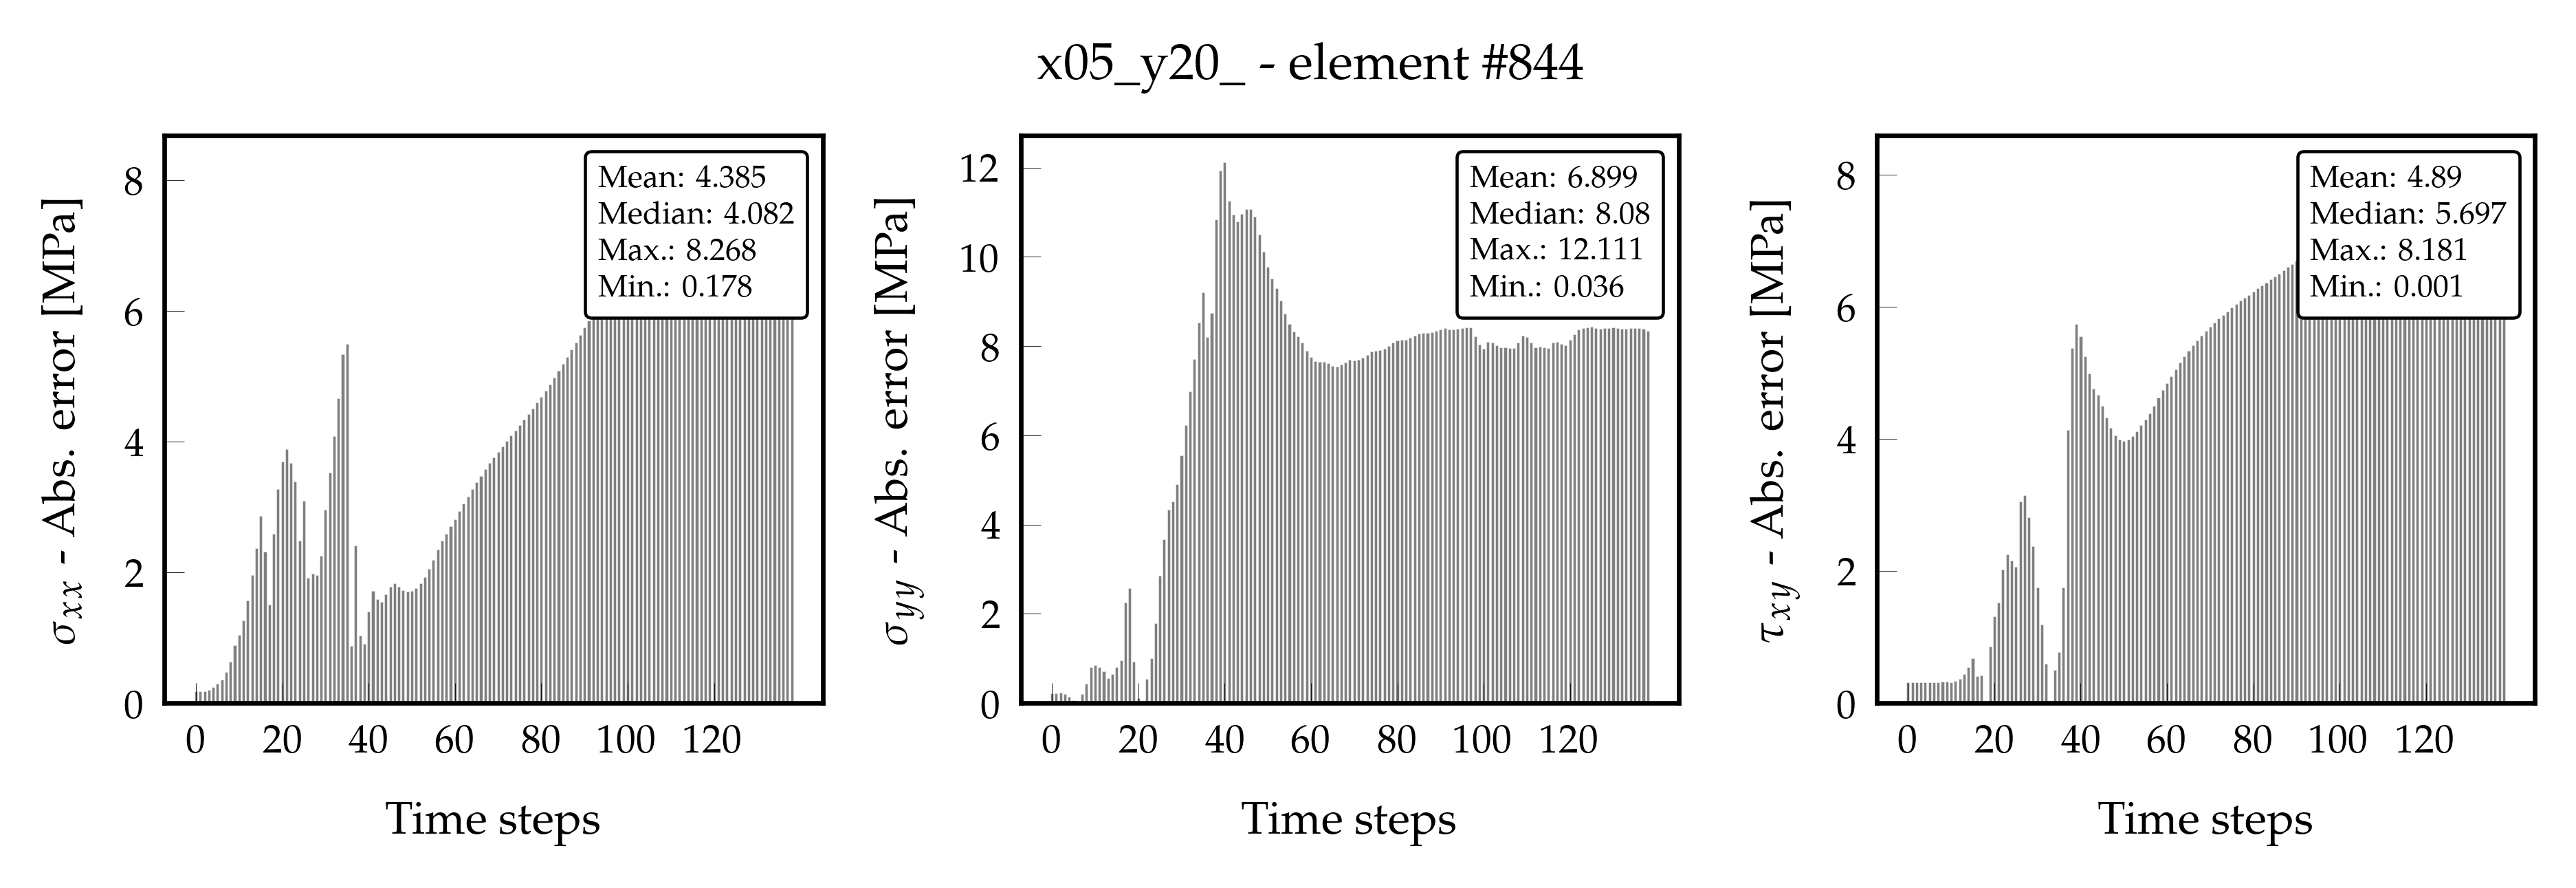 x05_y20_ - element #844
σxx - Abs. error [MPa]
8
6
4
2
0
0 20 40 60 80 100 120
Time steps
Mean: 4.385
Median: 4.082
Max.: 8.268
Min.: 0.178
σyy - Abs. error [MPa]
12
10
8
6
4
2
0
0 20 40 60 80 100 120
Time steps
Mean: 6.899
Median: 8.08
Max.: 12.111
Min.: 0.036
τxy - Abs. error [MPa]
8
6
4
2
0
0 20 40 60 80 100 120
Time steps
Mean: 4.89
Median: 5.697
Max.: 8.181
Min.: 0.001